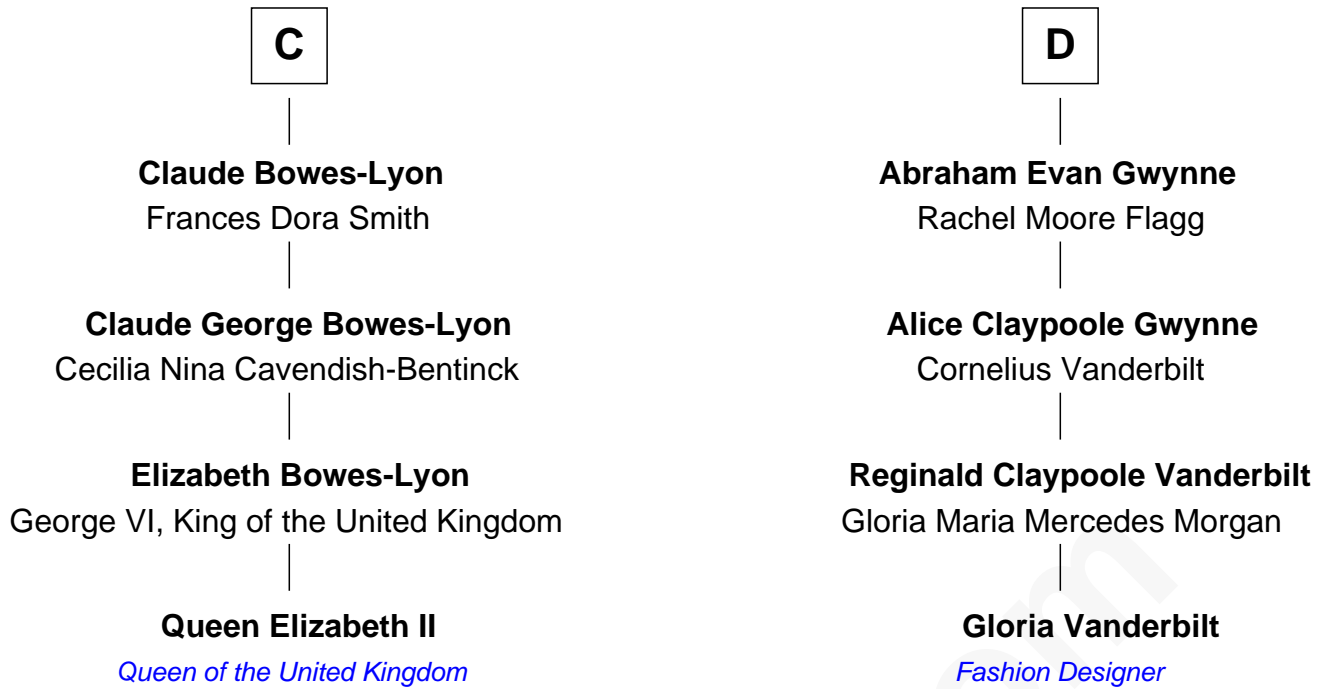 C
Claude Bowes-Lyon
Frances Dora Smith
Claude George Bowes-Lyon
Cecilia Nina Cavendish-Bentinck
Elizabeth Bowes-Lyon
George VI, King of the United Kingdom
Queen Elizabeth II
Queen of the United Kingdom
D
Abraham Evan Gwynne
Rachel Moore Flagg
Alice Claypoole Gwynne
Cornelius Vanderbilt
Reginald Claypoole Vanderbilt
Gloria Maria Mercedes Morgan
Gloria Vanderbilt
Fashion Designer